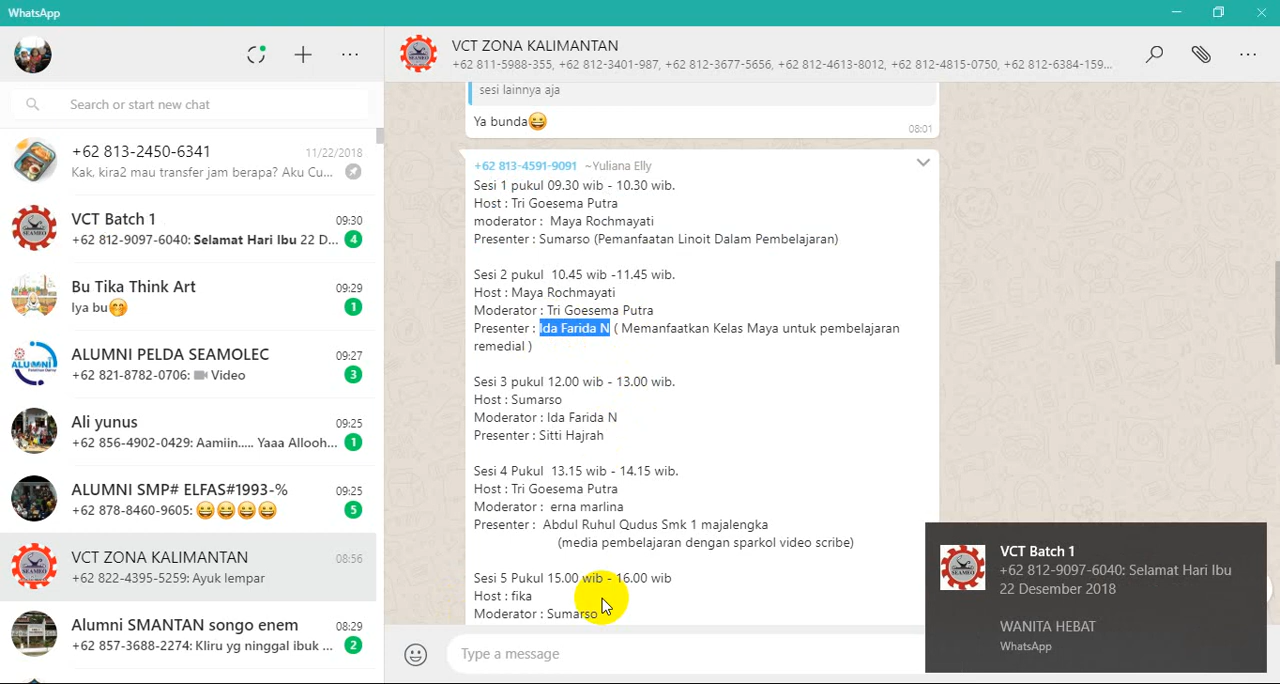 WhatsApp
Search or start new chat
+62 813-2450-6341
11/22/2018
Kak, kira2 mau transfer jam berapa? Aku Cu...
VCT Batch 1
09:30
+62 812-9097-6040: Selamat Hari Ibu 22 D...
4
Bu Tika Think Art
09:29
Iya bu🤭
1
ALUMNI PELDA SEAMOLEC
09:27
+62 821-8782-0706: Video
3
Ali yunus
09:25
+62 856-4902-0429: Aamiin..... Yaaa Allooh...
1
ALUMNI SMP# ELFAS#1993-%
09:25
+62 878-8460-9605: 😄😄😄😄
5
VCT ZONA KALIMANTAN
08:56
+62 822-4395-5259: Ayuk lempar
Alumni SMANTAN songo enem
08:29
+62 857-3688-2274: Kliru yg ninggal ibuk ...
2
VCT ZONA KALIMANTAN
+62 811-5988-355, +62 812-3401-987, +62 812-3677-5656, +62 812-4613-8012, +62 812-4815-0750, +62 812-6384-159...
sesi lainnya aja
Ya bunda😄
08:01
+62 813-4591-9091 ~Yuliana Elly
Sesi 1 pukul 09.30 wib - 10.30 wib.
Host : Tri Goesema Putra
moderator : Maya Rochmayati
Presenter : Sumarso (Pemanfaatan Linoit Dalam Pembelajaran)
Sesi 2 pukul 10.45 wib -11.45 wib.
Host : Maya Rochmayati
Moderator : Tri Goesema Putra
Presenter : Ida Farida N ( Memanfaatkan Kelas Maya untuk pembelajaran
remedial )
Sesi 3 pukul 12.00 wib - 13.00 wib.
Host : Sumarso
Moderator : Ida Farida N
Presenter : Sitti Hajrah
Sesi 4 Pukul 13.15 wib - 14.15 wib.
Host : Tri Goesema Putra
Moderator : erna marlina
Presenter : Abdul Ruhul Qudus Smk 1 majalengka
(media pembelajaran dengan sparkol video scribe)
Sesi 5 Pukul 15.00 wib - 16.00 wib
Host : fika
Moderator : Sumarso
Type a message
VCT Batch 1
+62 812-9097-6040: Selamat Hari Ibu
22 Desember 2018
WANITA HEBAT
WhatsApp